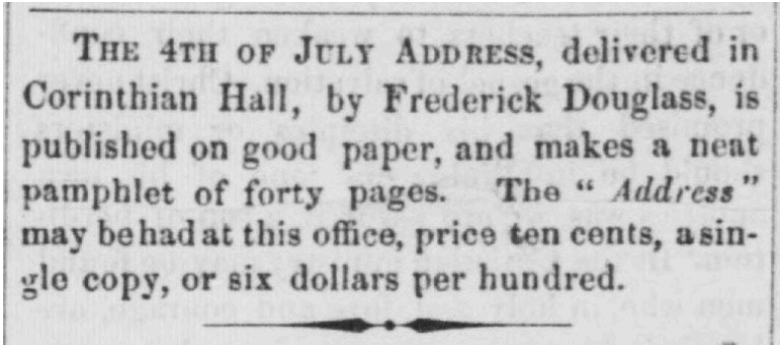 THE 4TH OF JULY ADDRESS, delivered in
Corinthian Hall, by Frederick Douglass, is
published on good paper, and makes a neat
pamphlet of forty pages. The “ Address ”
may be had at this office, price ten cents, a sin-
gle copy, or six dollars per hundred.